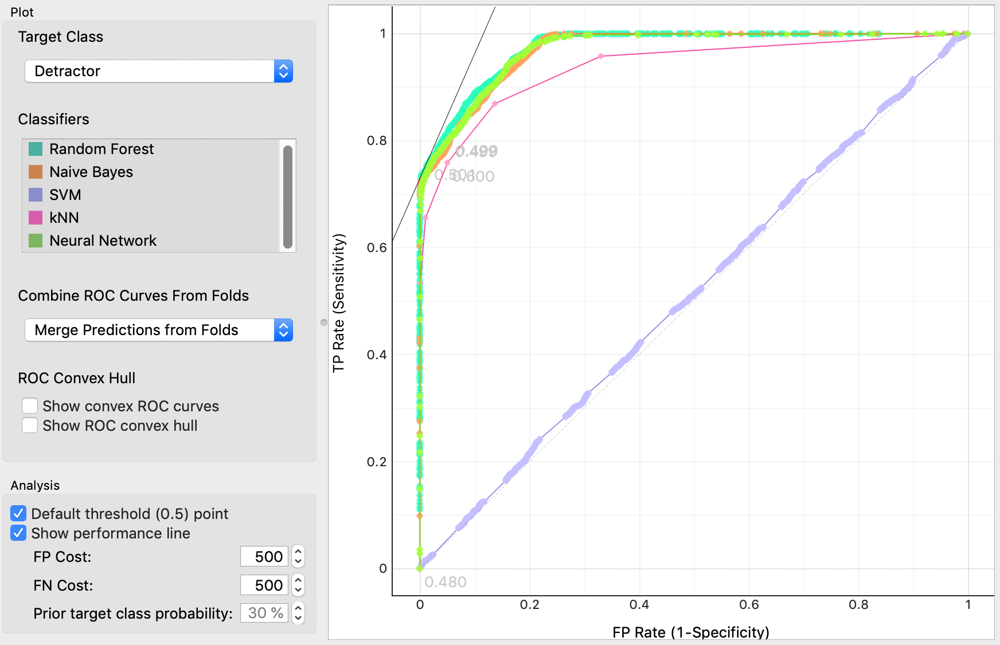 Plot
Target Class
Detractor
Classifiers
Random Forest
Naive Bayes
SVM
kNN
Neural Network
Combine ROC Curves From Folds
Merge Predictions from Folds
ROC Convex Hull
Show convex ROC curves
Show ROC convex hull
Analysis
Default threshold (0.5) point
Show performance line
FP Cost: 500
FN Cost: 500
Prior target class probability: 30 %
TP Rate (Sensitivity)
1
0.8
0.6
0.4
0.2
0
0.499
0.501
0.600
0.480
0 0.2 0.4 0.6 0.8 1
FP Rate (1-Specificity)